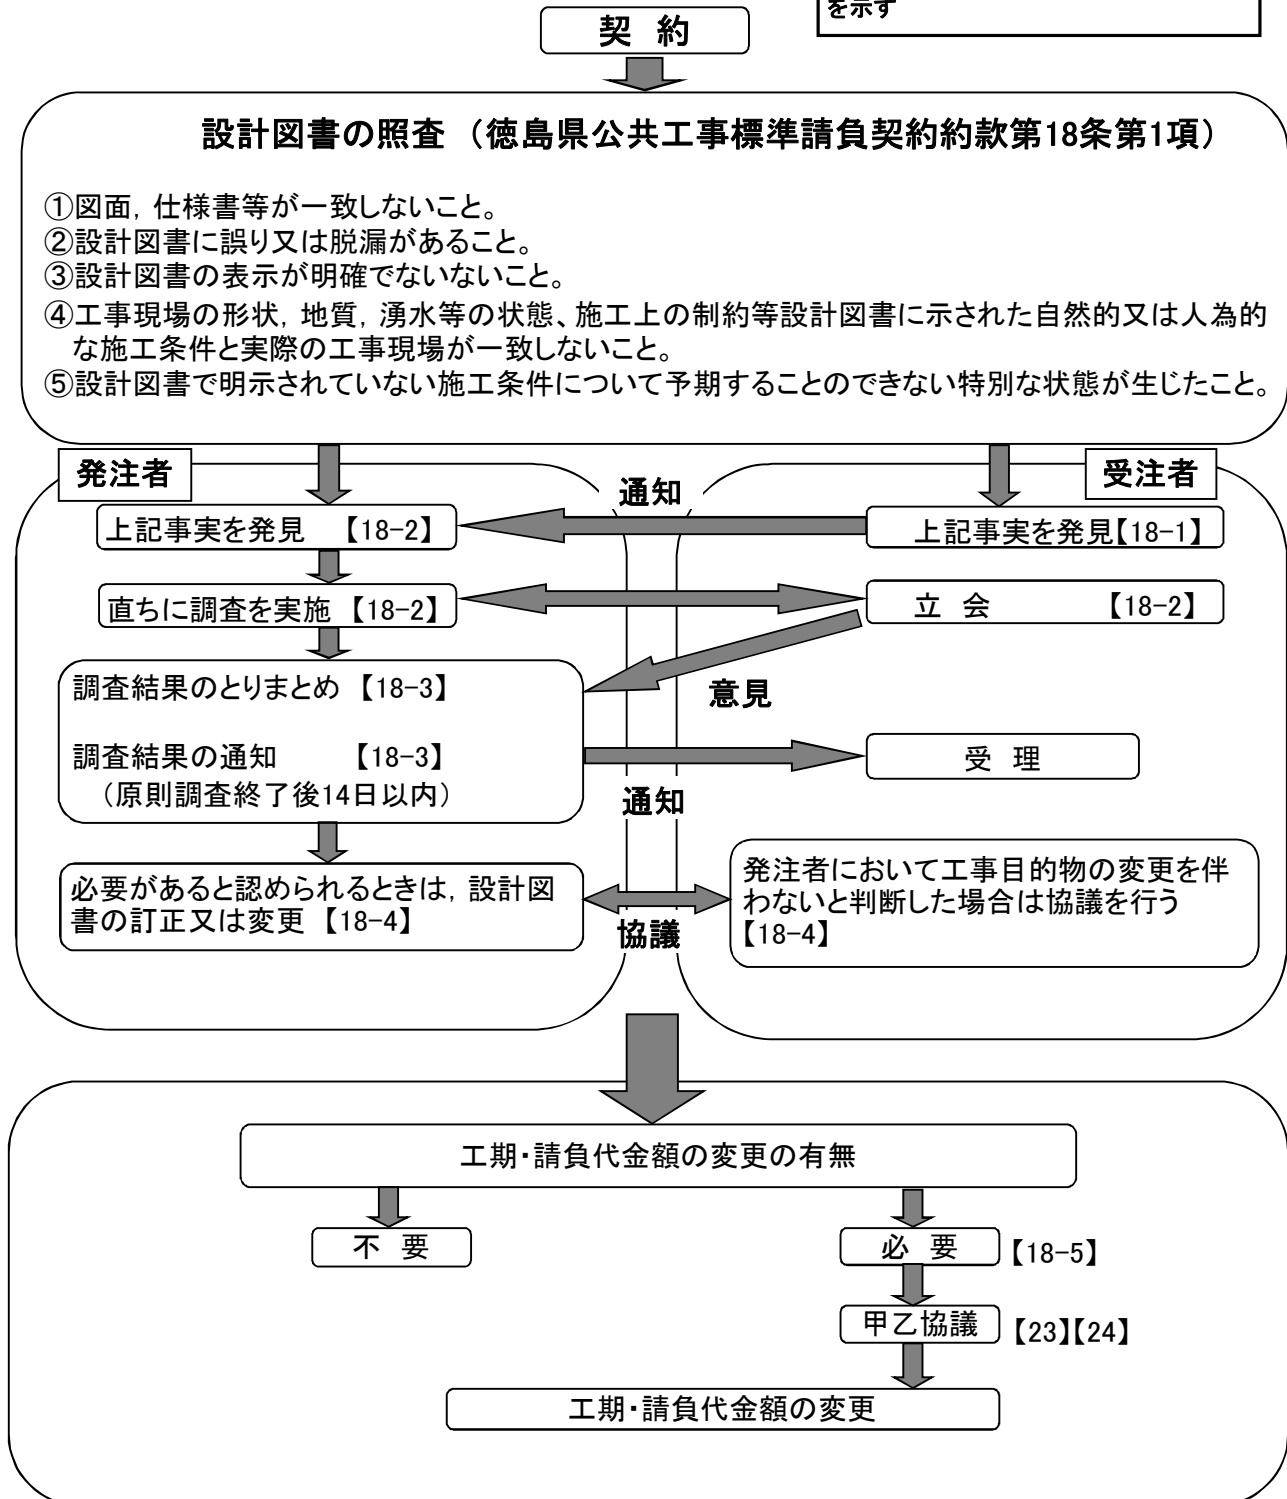 を示す
契　約
設計図書の照査 （徳島県公共工事標準請負契約約款第18条第1項）
①図面，仕様書等が一致しないこと。
②設計図書に誤り又は脱漏があること。
③設計図書の表示が明確でないないこと。
④工事現場の形状，地質，湧水等の状態、施工上の制約等設計図書に示された自然的又は人為的
な施工条件と実際の工事現場が一致しないこと。
⑤設計図書で明示されていない施工条件について予期することのできない特別な状態が生じたこと。
発注者
受注者
通知
上記事実を発見　【18-2】
上記事実を発見【18-1】
直ちに調査を実施 【18-2】
立　会　　　　【18-2】
調査結果のとりまとめ 【18-3】
意見
調査結果の通知　　　【18-3】
（原則調査終了後14日以内）
受　理
通知
必要があると認められるときは，設計図
書の訂正又は変更 【18-4】
発注者において工事目的物の変更を伴
わないと判断した場合は協議を行う
【18-4】
協議
工期・請負代金額の変更の有無
不　要
必　要
【18-5】
甲乙協議
【23】【24】
工期・請負代金額の変更